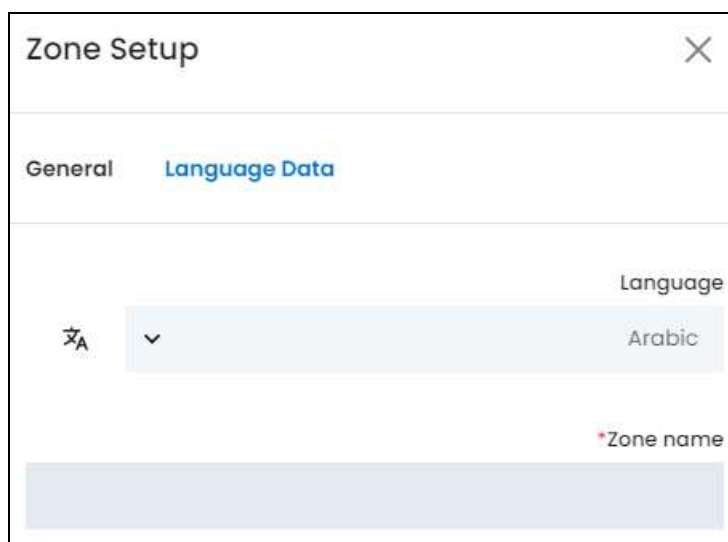 Zone Setup
General Language Data
Language
Arabic
*Zone name